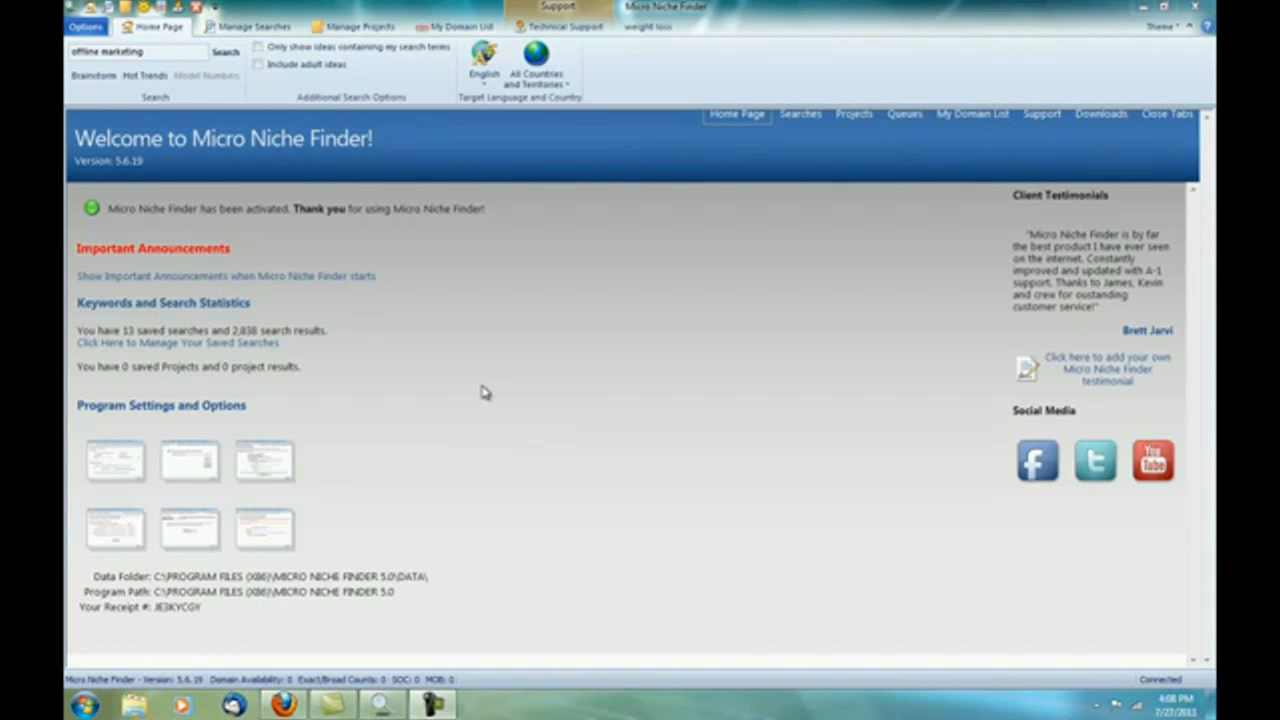 Support
Micro Niche Finder
Options
Home Page
Manage Searches
Manage Projects
My Domain List
Technical Support
weight loss
Theme
offline marketing
Search
Only show ideas containing my search terms
Include adult ideas
Brainstorm Hot Trends Model Numbers
English
All Countries
and Territories
Search
Additional Search Options
Target Language and Country
Home Page Searches Projects Queues My Domain List Support Downloads Close Tabs
Welcome to Micro Niche Finder!
Version: 5.6.19
Micro Niche Finder has been activated. Thank you for using Micro Niche Finder!
Important Announcements
Show Important Announcements when Micro Niche Finder starts
Keywords and Search Statistics
You have 13 saved searches and 2,838 search results.
Click Here to Manage Your Saved Searches
You have 0 saved Projects and 0 project results.
Program Settings and Options
Data Folder: C:\PROGRAM FILES (X86)\MICRO NICHE FINDER 5.0\DATA\
Program Path: C:\PROGRAM FILES (X86)\MICRO NICHE FINDER 5.0
Your Receipt #: JE3KYCGY
Client Testimonials
"Micro Niche Finder is by far
the best product I have ever seen
on the internet. Constantly
improved and updated with A-1
support. Thanks to James, Kevin
and crew for oustanding
customer service!"
Brett Jarvi
Click here to add your own
Micro Niche Finder
testimonial
Social Media
f
t
You
Tube
Micro Niche Finder - Version: 5.6.19 Domain Availability: 0 Exact/Broad Counts: 0 SOC: 0 MOB: 0
Connected
4:08 PM
7/27/2011